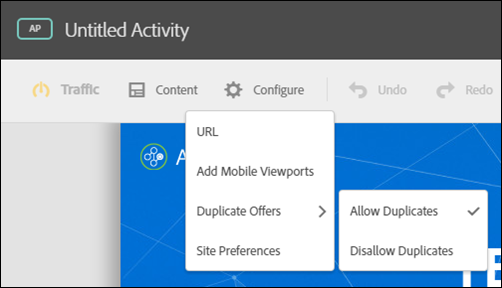 AP Untitled Activity
Traffic Content Configure Undo Redo
URL
A
Add Mobile Viewports
Duplicate Offers Allow Duplicates
Site Preferences Disallow Duplicates
TE